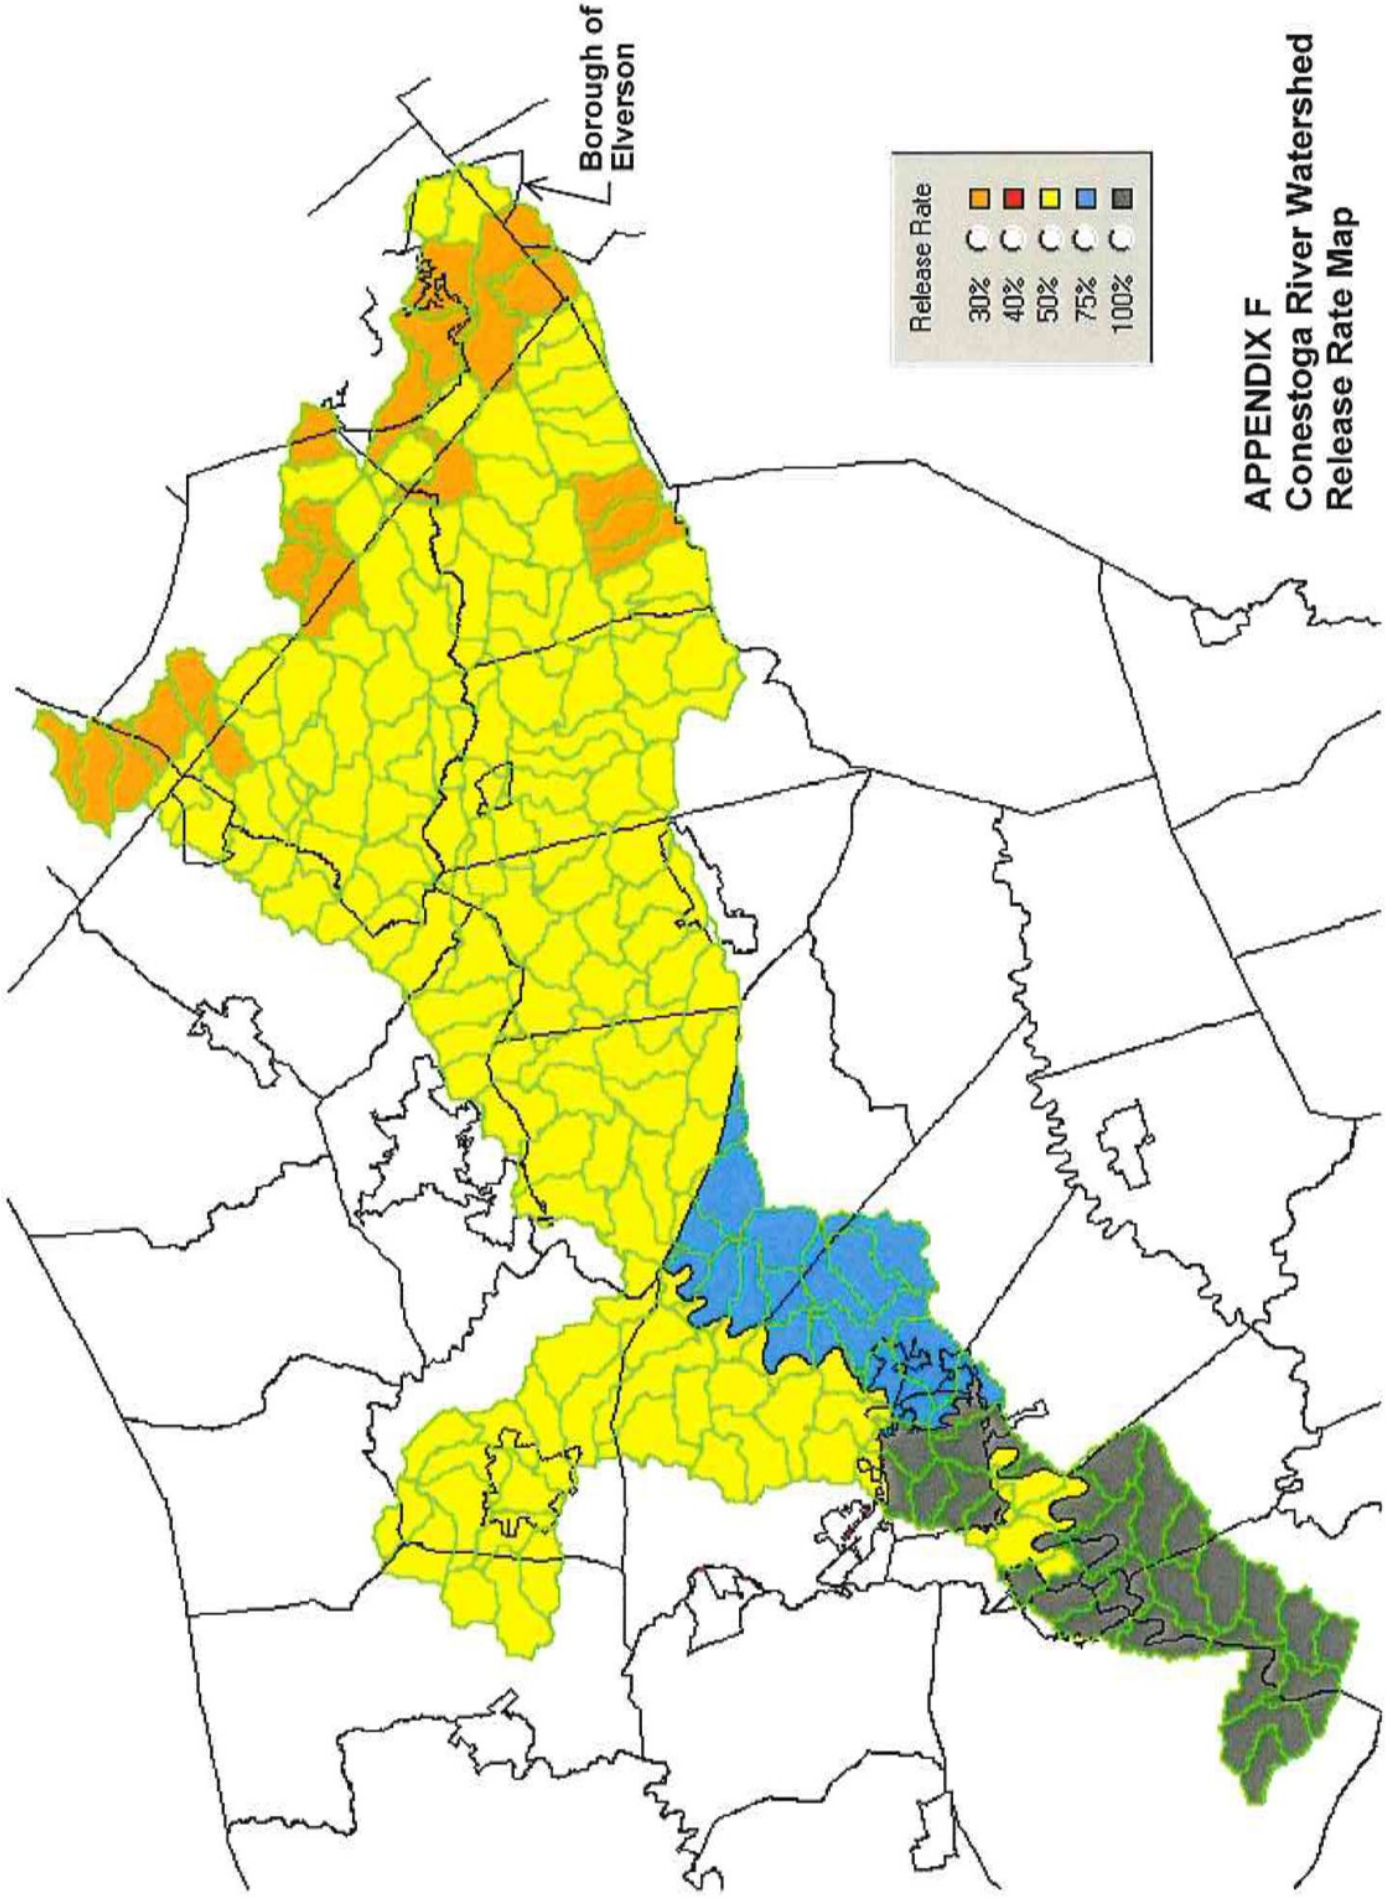 Borough of
Elverson
Release Rate
30%
40%
50%
75%
100%
APPENDIX F
Conestoga River Watershed
Release Rate Map